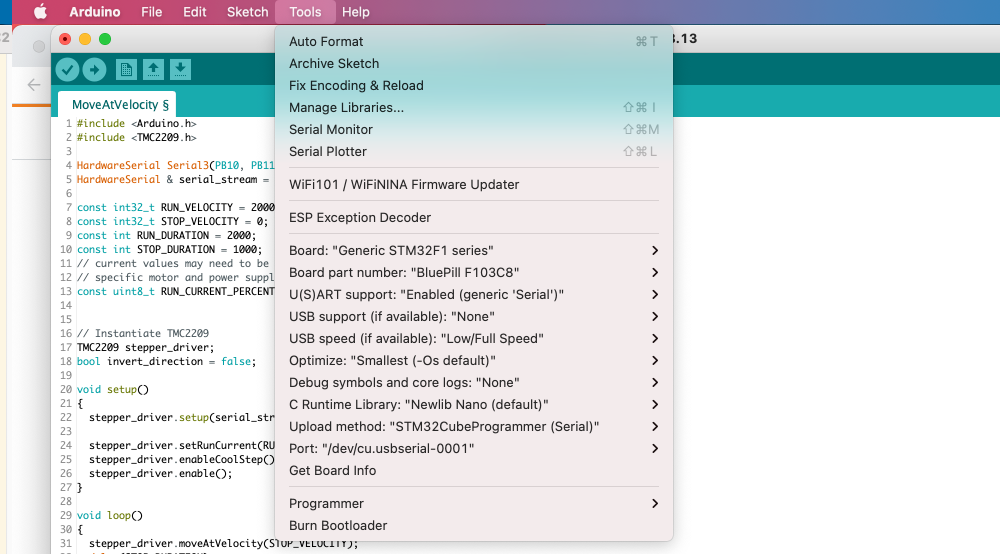 Arduino File Edit Sketch Tools Help
3.13
MoveAtVelocity §
Auto Format ⌘T
Archive Sketch
Fix Encoding & Reload
Manage Libraries... ⇧⌘I
Serial Monitor ⇧⌘M
Serial Plotter ⇧⌘L
WiFi101 / WiFiNINA Firmware Updater
ESP Exception Decoder
Board: "Generic STM32F1 series"
Board part number: "BluePill F103C8"
U(S)ART support: "Enabled (generic 'Serial')"
USB support (if available): "None"
USB speed (if available): "Low/Full Speed"
Optimize: "Smallest (-Os default)"
Debug symbols and core logs: "None"
C Runtime Library: "Newlib Nano (default)"
Upload method: "STM32CubeProgrammer (Serial)"
Port: "/dev/cu.usbserial-0001"
Get Board Info
Programmer
Burn Bootloader
1 #include <Arduino.h>
2 #include <TMC2209.h>
3
4 HardwareSerial Serial3(PB10, PB11
5 HardwareSerial & serial_stream =
6
7 const int32_t RUN_VELOCITY = 2000
8 const int32_t STOP_VELOCITY = 0;
9 const int RUN_DURATION = 2000;
10 const int STOP_DURATION = 1000;
11 // current values may need to be
12 // specific motor and power suppl
13 const uint8_t RUN_CURRENT_PERCENT
14
15
16 // Instantiate TMC2209
17 TMC2209 stepper_driver;
18 bool invert_direction = false;
19
20 void setup()
21 {
22 stepper_driver.setup(serial_str
23
24 stepper_driver.setRunCurrent(RU
25 stepper_driver.enableCoolStep()
26 stepper_driver.enable();
27 }
28
29 void loop()
30 {
31 stepper_driver.moveAtVelocity(STOP_VELOCITY);